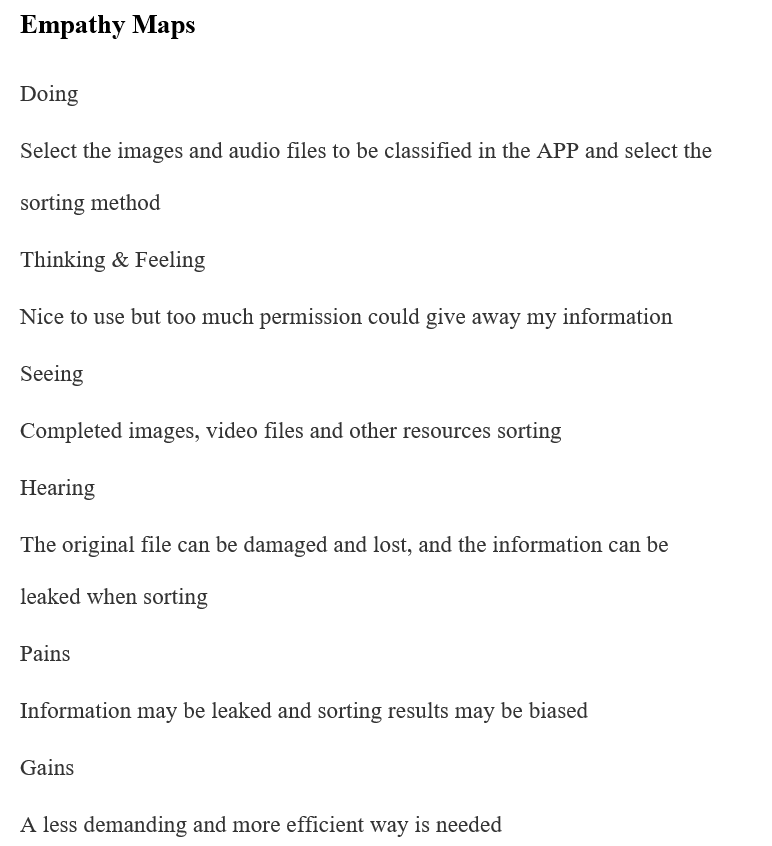 Empathy Maps
Doing
Select the images and audio files to be classified in the APP and select the
sorting method
Thinking & Feeling
Nice to use but too much permission could give away my information
Seeing
Completed images, video files and other resources sorting
Hearing
The original file can be damaged and lost, and the information can be
leaked when sorting
Pains
Information may be leaked and sorting results may be biased
Gains
A less demanding and more efficient way is needed